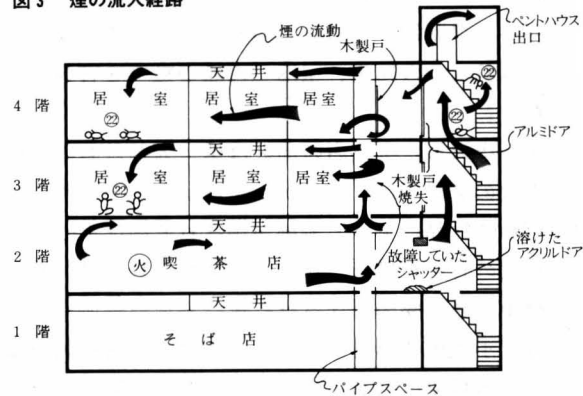 図3 煙の流入経路
ペントハウス
出口
煙の流動
木製戸
天井
4階
居室 居室 居室
㉒
㉒
㉒
アルミドア
天井
3階
居室 居室 居室
㉒
木製戸
焼失
天井
2階
火 喫茶店
故障していた
シャッター
溶けた
アクリルドア
天井
1階
そば店
パイプスペース